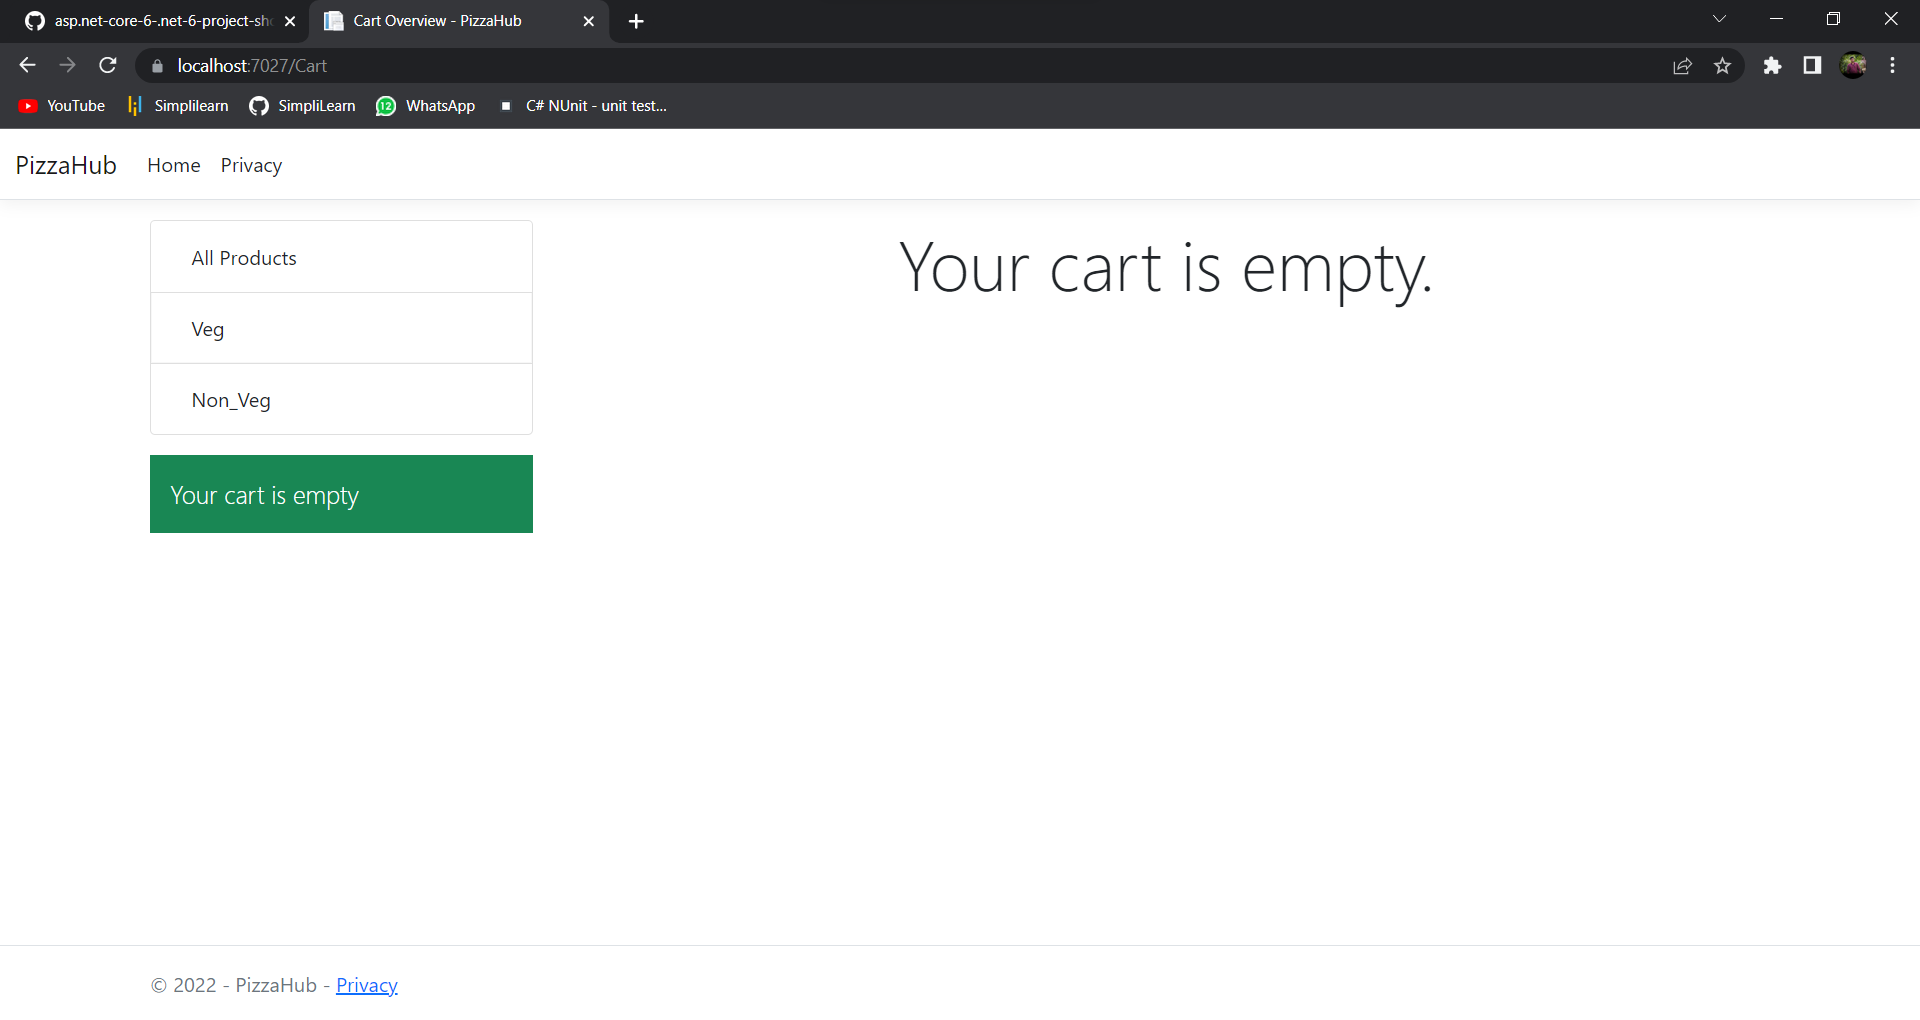 asp.net-core-6-.net-6-project-sho
Cart Overview - PizzaHub
localhost:7027/Cart
YouTube
Simplilearn
SimpliLearn
12
WhatsApp
C# NUnit - unit test...
PizzaHub
Home
Privacy
All Products
Veg
Non_Veg
Your cart is empty
Your cart is empty.
© 2022 - PizzaHub - Privacy